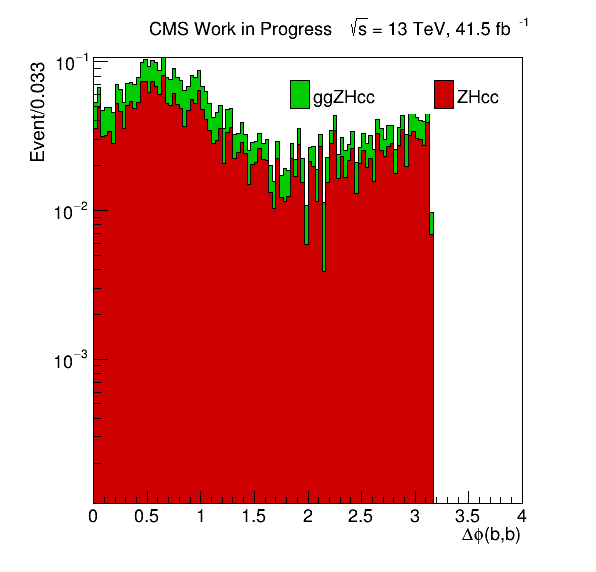 CMS Work in Progress √s = 13 TeV, 41.5 fb⁻¹
Event/0.033
ggZHcc ZHcc
10⁻¹
10⁻²
10⁻³
0 0.5 1 1.5 2 2.5 3 3.5 4
Δϕ(b,b)